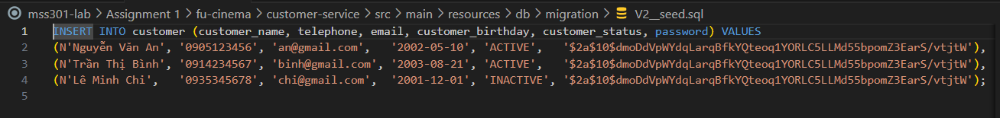 mss301-lab > Assignment 1 > fu-cinema > customer-service > src > main > resources > db > migration > V2__seed.sql
1 INSERT INTO customer (customer_name, telephone, email, customer_birthday, customer_status, password) VALUES
2 (N'Nguyễn Văn An', '0905123456', 'an@gmail.com', '2002-05-10', 'ACTIVE', '$2a$10$dmoDdVpWYdqLarqBfkYQteoq1YORLC5LLMd55bpomZ3EarS/vtjtW'),
3 (N'Trần Thị Bình', '0914234567', 'binh@gmail.com', '2003-08-21', 'ACTIVE', '$2a$10$dmoDdVpWYdqLarqBfkYQteoq1YORLC5LLMd55bpomZ3EarS/vtjtW'),
4 (N'Lê Minh Chi', '0935345678', 'chi@gmail.com', '2001-12-01', 'INACTIVE', '$2a$10$dmoDdVpWYdqLarqBfkYQteoq1YORLC5LLMd55bpomZ3EarS/vtjtW');
5